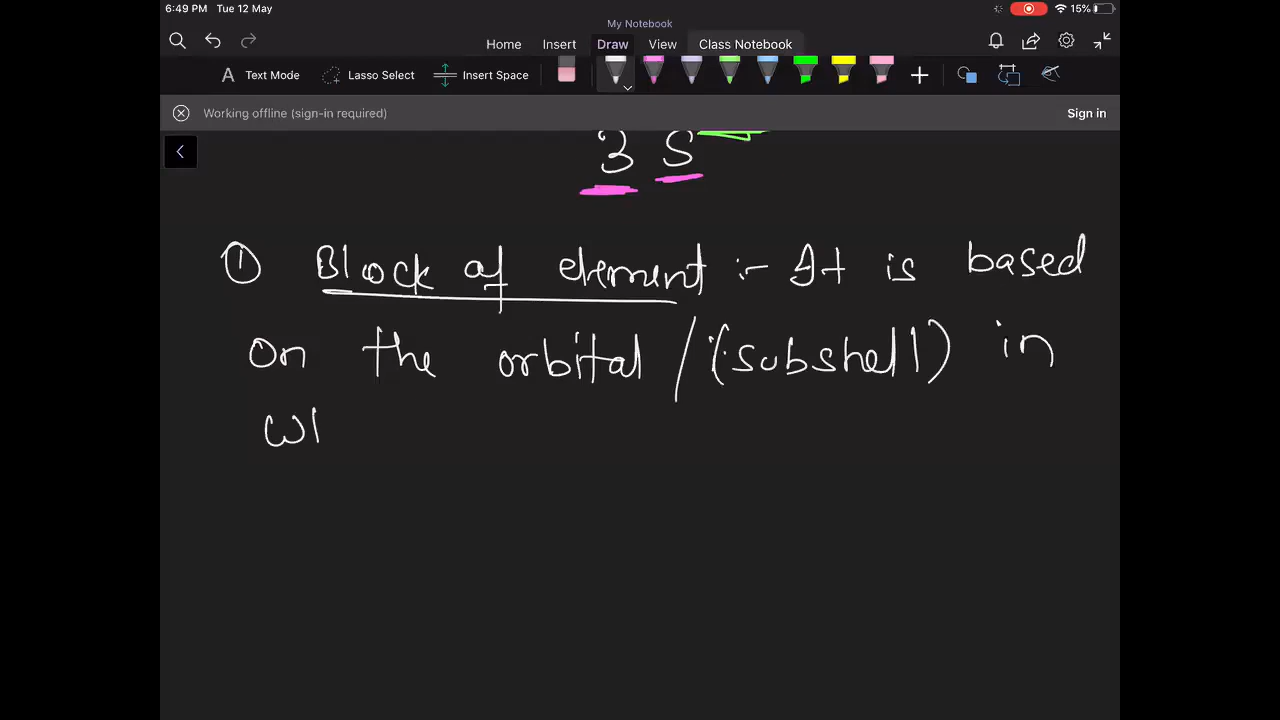 6:49 PM Tue 12 May
15%
My Notebook
Home Insert Draw View Class Notebook
A Text Mode Lasso Select Insert Space
Working offline (sign-in required) Sign in
3 S
① Block of element :- It is based
on the orbital / (subshell) in
wh